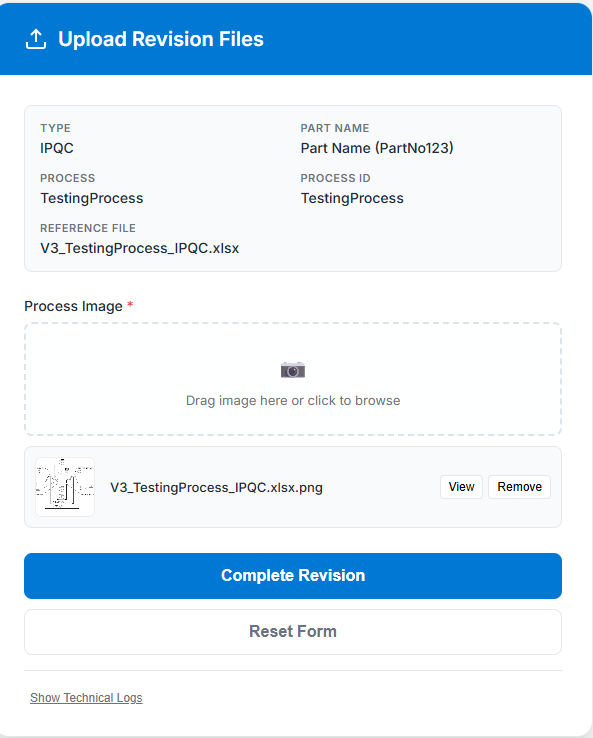 Upload Revision Files
TYPE
IPQC
PART NAME
Part Name (PartNo123)
PROCESS
TestingProcess
PROCESS ID
TestingProcess
REFERENCE FILE
V3_TestingProcess_IPQC.xlsx
Process Image *
Drag image here or click to browse
V3_TestingProcess_IPQC.xlsx.png
View
Remove
Complete Revision
Reset Form
Show Technical Logs